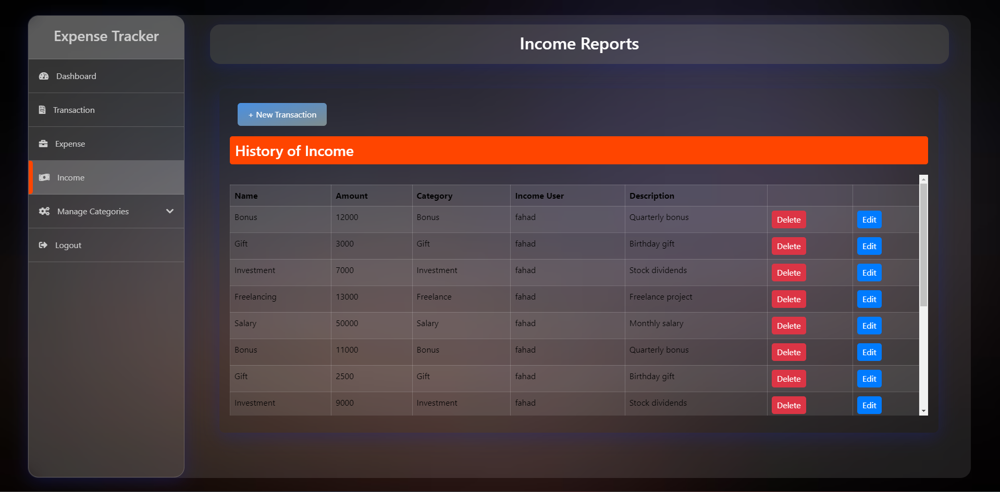 Expense Tracker
Dashboard
Transaction
Expense
Income
Manage Categories
Logout
Income Reports
+ New Transaction
History of Income
Name Amount Category Income User Description
Bonus 12000 Bonus fahad Quarterly bonus Delete Edit
Gift 3000 Gift fahad Birthday gift Delete Edit
Investment 7000 Investment fahad Stock dividends Delete Edit
Freelancing 13000 Freelance fahad Freelance project Delete Edit
Salary 50000 Salary fahad Monthly salary Delete Edit
Bonus 11000 Bonus fahad Quarterly bonus Delete Edit
Gift 2500 Gift fahad Birthday gift Delete Edit
Investment 9000 Investment fahad Stock dividends Delete Edit